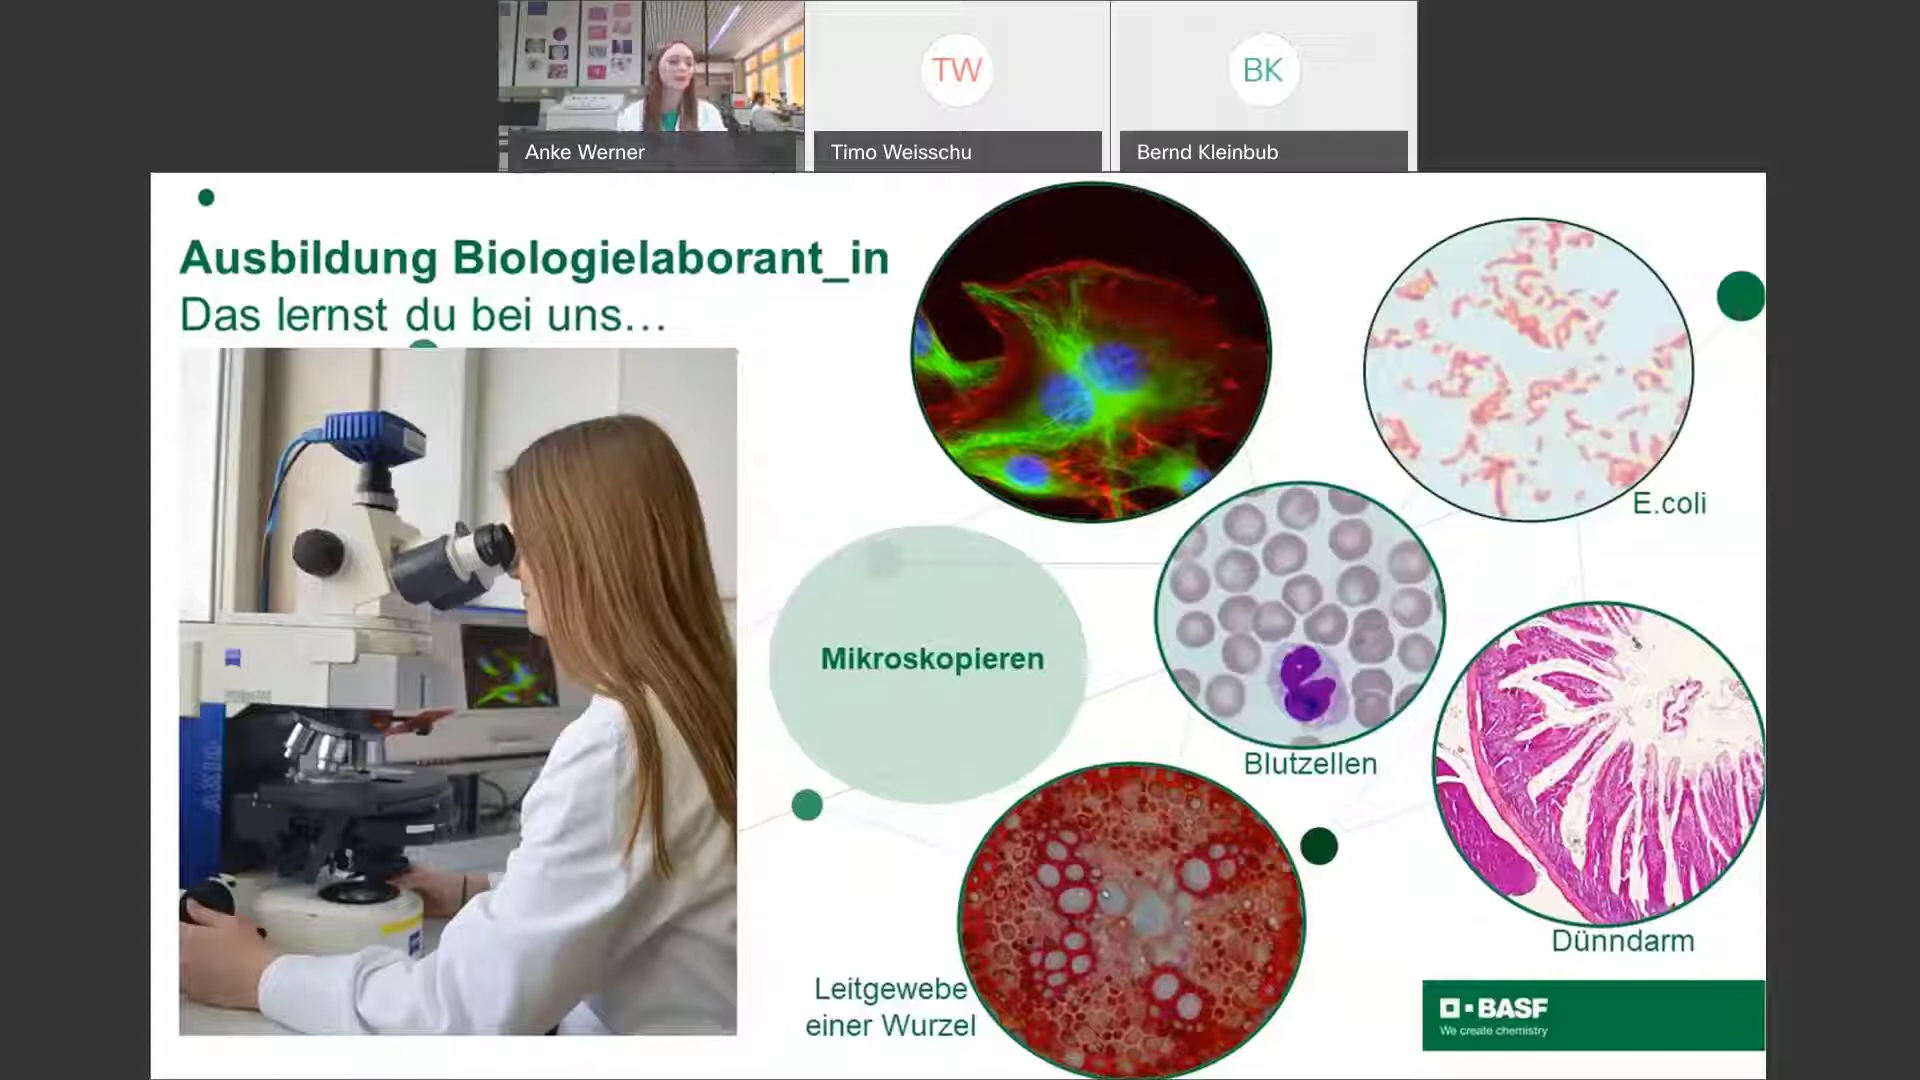 TW
BK
Anke Werner
Timo Weisschu
Bernd Kleinbub
Ausbildung Biologielaborant_in
Das lernst du bei uns…
E.coli
Mikroskopieren
Blutzellen
Dünndarm
Leitgewebe
einer Wurzel
BASF
We create chemistry